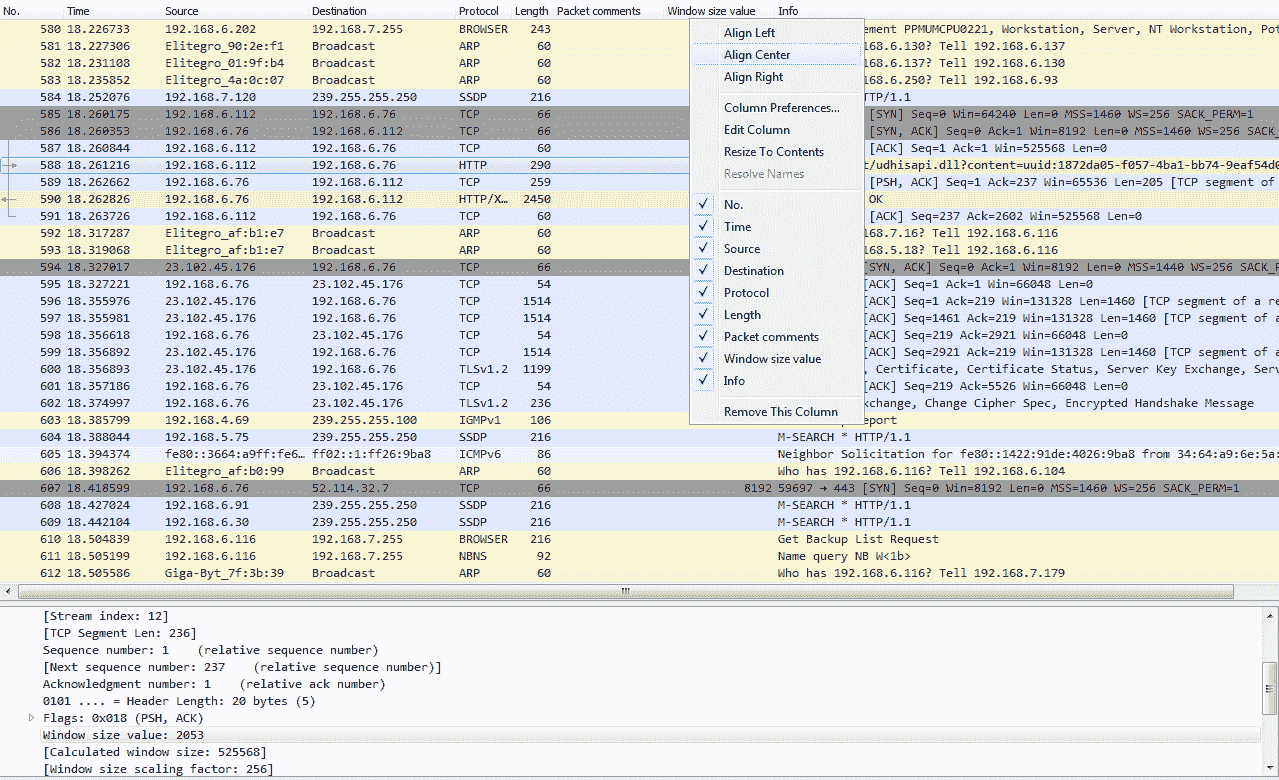 No. Time Source Destination Protocol Length Packet comments Window size value Info
580 18.226733 192.168.6.202 192.168.7.255 BROWSER 243 ement PPMUMCPU0221, Workstation, Server, NT Workstation, Pot
581 18.227306 Elitegro_90:2e:f1 Broadcast ARP 60 68.6.130? Tell 192.168.6.137
582 18.231108 Elitegro_01:9f:b4 Broadcast ARP 60 68.6.137? Tell 192.168.6.130
583 18.235852 Elitegro_4a:0c:07 Broadcast ARP 60 68.6.250? Tell 192.168.6.93
584 18.252076 192.168.7.120 239.255.255.250 SSDP 216 TTP/1.1
585 18.260175 192.168.6.112 192.168.6.76 TCP 66 [SYN] Seq=0 Win=64240 Len=0 MSS=1460 WS=256 SACK_PERM=1
586 18.260353 192.168.6.76 192.168.6.112 TCP 66 [SYN, ACK] Seq=0 Ack=1 Win=8192 Len=0 MSS=1460 WS=256 SACK
587 18.260844 192.168.6.112 192.168.6.76 TCP 60 [ACK] Seq=1 Ack=1 Win=525568 Len=0
588 18.261216 192.168.6.112 192.168.6.76 HTTP 290 t/udhisapi.dll?content=uuid:1872da05-f057-4ba1-bb74-9eaf54d0
589 18.262662 192.168.6.76 192.168.6.112 TCP 259 [PSH, ACK] Seq=1 Ack=237 Win=65536 Len=205 [TCP segment of
590 18.262826 192.168.6.76 192.168.6.112 HTTP/X… 2450 OK
591 18.263726 192.168.6.112 192.168.6.76 TCP 60 [ACK] Seq=237 Ack=2602 Win=525568 Len=0
592 18.317287 Elitegro_af:b1:e7 Broadcast ARP 60 68.7.16? Tell 192.168.6.116
593 18.319068 Elitegro_af:b1:e7 Broadcast ARP 60 68.5.18? Tell 192.168.6.116
594 18.327017 23.102.45.176 192.168.6.76 TCP 66 [SYN, ACK] Seq=0 Ack=1 Win=8192 Len=0 MSS=1440 WS=256 SACK_P
595 18.327221 192.168.6.76 23.102.45.176 TCP 54 [ACK] Seq=1 Ack=1 Win=66048 Len=0
596 18.355976 23.102.45.176 192.168.6.76 TCP 1514 [ACK] Seq=1 Ack=219 Win=131328 Len=1460 [TCP segment of a re
597 18.355981 23.102.45.176 192.168.6.76 TCP 1514 [ACK] Seq=1461 Ack=219 Win=131328 Len=1460 [TCP segment of a
598 18.356618 192.168.6.76 23.102.45.176 TCP 54 [ACK] Seq=219 Ack=2921 Win=66048 Len=0
599 18.356892 23.102.45.176 192.168.6.76 TCP 1514 [ACK] Seq=2921 Ack=219 Win=131328 Len=1460 [TCP segment of a
600 18.356893 23.102.45.176 192.168.6.76 TLSv1.2 1199 , Certificate, Certificate Status, Server Key Exchange, Serv
601 18.357186 192.168.6.76 23.102.45.176 TCP 54 [ACK] Seq=219 Ack=5526 Win=66048 Len=0
602 18.374997 192.168.6.76 23.102.45.176 TLSv1.2 236 xchange, Change Cipher Spec, Encrypted Handshake Message
603 18.385799 192.168.4.69 239.255.255.100 IGMPv1 106 eport
604 18.388044 192.168.5.75 239.255.255.250 SSDP 216 M-SEARCH * HTTP/1.1
605 18.394374 fe80::3664:a9ff:fe6… ff02::1:ff26:9ba8 ICMPv6 86 Neighbor Solicitation for fe80::1422:91de:4026:9ba8 from 34:64:a9:6e:5a:
606 18.398262 Elitegro_af:b0:99 Broadcast ARP 60 Who has 192.168.6.116? Tell 192.168.6.104
607 18.418599 192.168.6.76 52.114.32.7 TCP 66 8192 59697 → 443 [SYN] Seq=0 Win=8192 Len=0 MSS=1460 WS=256 SACK_PERM=1
608 18.427024 192.168.6.91 239.255.255.250 SSDP 216 M-SEARCH * HTTP/1.1
609 18.442104 192.168.6.30 239.255.255.250 SSDP 216 M-SEARCH * HTTP/1.1
610 18.504839 192.168.6.116 192.168.7.255 BROWSER 216 Get Backup List Request
611 18.505199 192.168.6.116 192.168.7.255 NBNS 92 Name query NB W<1b>
612 18.505586 Giga-Byt_7f:3b:39 Broadcast ARP 60 Who has 192.168.6.116? Tell 192.168.7.179
Align Left
Align Center
Align Right
Column Preferences...
Edit Column
Resize To Contents
Resolve Names
No.
Time
Source
Destination
Protocol
Length
Packet comments
Window size value
Info
Remove This Column
[Stream index: 12]
[TCP Segment Len: 236]
Sequence number: 1 (relative sequence number)
[Next sequence number: 237 (relative sequence number)]
Acknowledgment number: 1 (relative ack number)
0101 .... = Header Length: 20 bytes (5)
Flags: 0x018 (PSH, ACK)
Window size value: 2053
[Calculated window size: 525568]
[Window size scaling factor: 256]